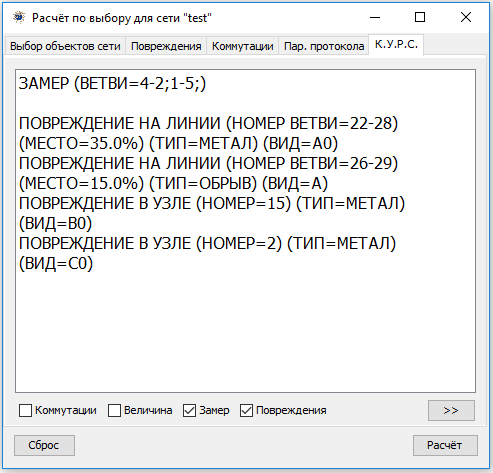 Расчёт по выбору для сети "test"
Выбор объектов сети Повреждения Коммутации Пар. протокола К.У.Р.С.
ЗАМЕР (ВЕТВИ=4-2;1-5;)
ПОВРЕЖДЕНИЕ НА ЛИНИИ (НОМЕР ВЕТВИ=22-28)
(МЕСТО=35.0%) (ТИП=МЕТАЛ) (ВИД=A0)
ПОВРЕЖДЕНИЕ НА ЛИНИИ (НОМЕР ВЕТВИ=26-29)
(МЕСТО=15.0%) (ТИП=ОБРЫВ) (ВИД=A)
ПОВРЕЖДЕНИЕ В УЗЛЕ (НОМЕР=15) (ТИП=МЕТАЛ)
(ВИД=B0)
ПОВРЕЖДЕНИЕ В УЗЛЕ (НОМЕР=2) (ТИП=МЕТАЛ)
(ВИД=C0)
Коммутации Величина Замер Повреждения >>
Сброс Расчёт